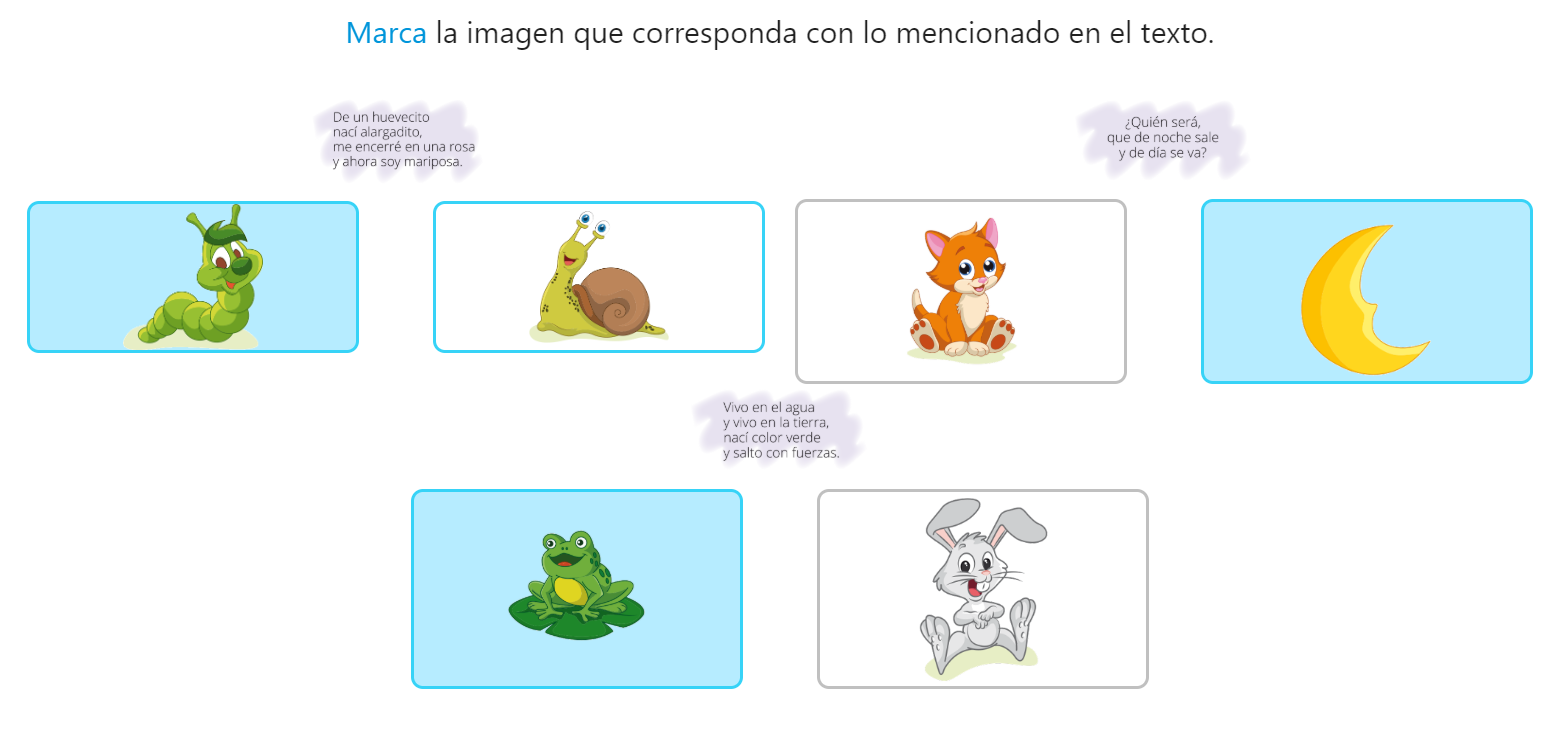 Marca la imagen que corresponda con lo mencionado en el texto.
De un huevecito
nací alargadito,
me encerré en una rosa
y ahora soy mariposa.
¿Quién será,
que de noche sale
y de día se va?
Vivo en el agua
y vivo en la tierra,
nací color verde
y salto con fuerzas.